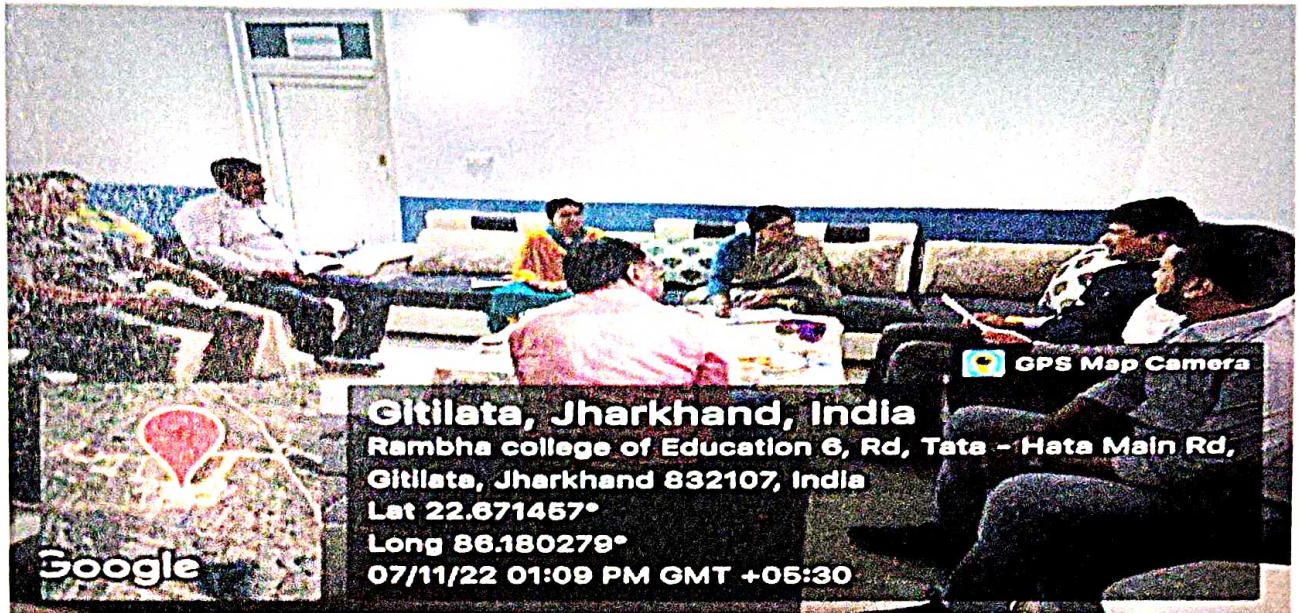 GPS Map Camera
Gitilata, Jharkhand, India
Rambha college of Education 6, Rd, Tata - Hata Main Rd,
Gitilata, Jharkhand 832107, India
Lat 22.671457°
Long 86.180279°
07/11/22 01:09 PM GMT +05:30
Google